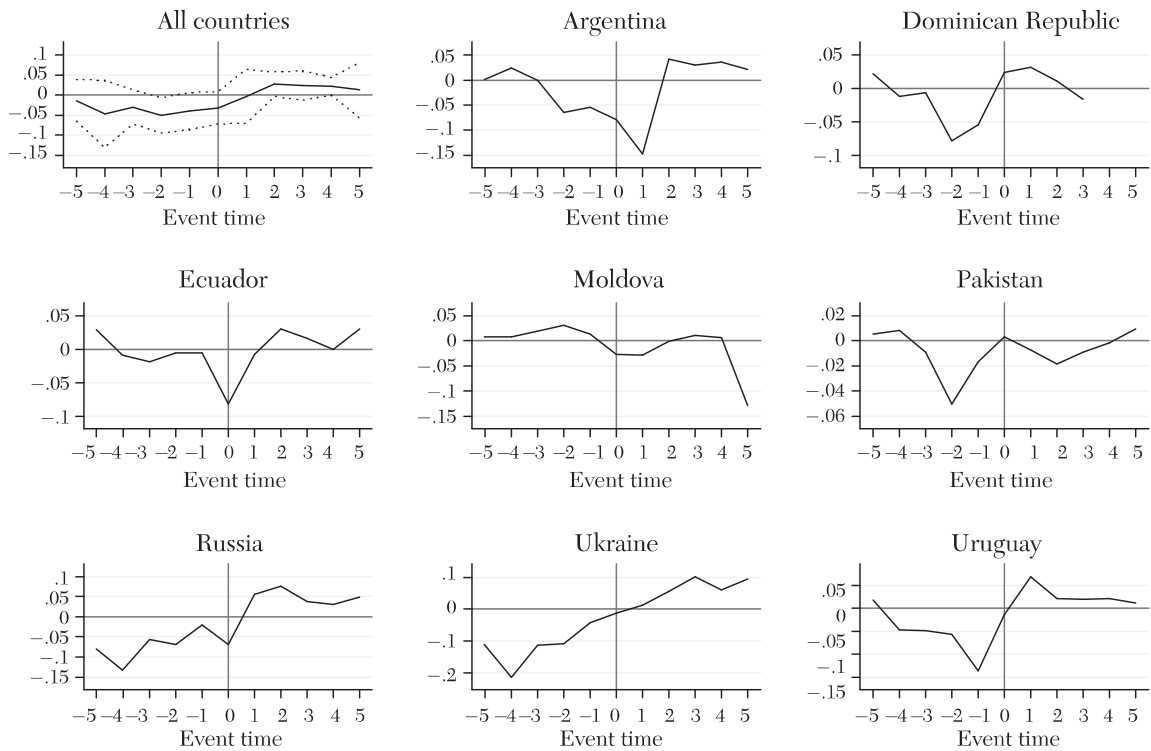 All countries
.1
.05
0
−.05
−.1
−.15
−5 −4 −3 −2 −1 0 1 2 3 4 5
Event time
Argentina
.05
0
−.05
−.1
−.15
−5 −4 −3 −2 −1 0 1 2 3 4 5
Event time
Dominican Republic
.05
0
−.05
−.1
−5 −4 −3 −2 −1 0 1 2 3 4 5
Event time
Ecuador
.05
0
−.05
−.1
−5 −4 −3 −2 −1 0 1 2 3 4 5
Event time
Moldova
.05
0
−.05
−.1
−.15
−5 −4 −3 −2 −1 0 1 2 3 4 5
Event time
Pakistan
.02
0
−.02
−.04
−.06
−5 −4 −3 −2 −1 0 1 2 3 4 5
Event time
Russia
.1
.05
0
−.05
−.1
−.15
−5 −4 −3 −2 −1 0 1 2 3 4 5
Event time
Ukraine
.1
0
−.1
−.2
−5 −4 −3 −2 −1 0 1 2 3 4 5
Event time
Uruguay
.05
0
−.05
−.1
−.15
−5 −4 −3 −2 −1 0 1 2 3 4 5
Event time